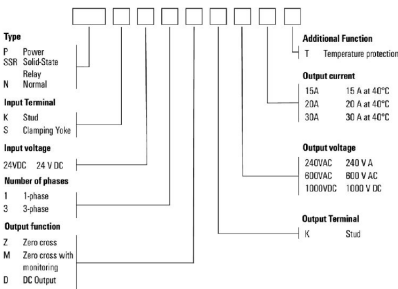 Type
P Power
SSR Solid-State
Relay
N Normal
Input Terminal
K Stud
S Clamping Yoke
Input voltage
24VDC 24 V DC
Number of phases
1 1-phase
3 3-phase
Output function
Z Zero cross
M Zero cross with
monitoring
D DC Output
Additional Function
T Temperature protection
Output current
15A 15 A at 40°C
20A 20 A at 40°C
30A 30 A at 40°C
Output voltage
240VAC 240 V A
600VAC 600 V AC
1000VDC 1000 V DC
Output Terminal
K Stud